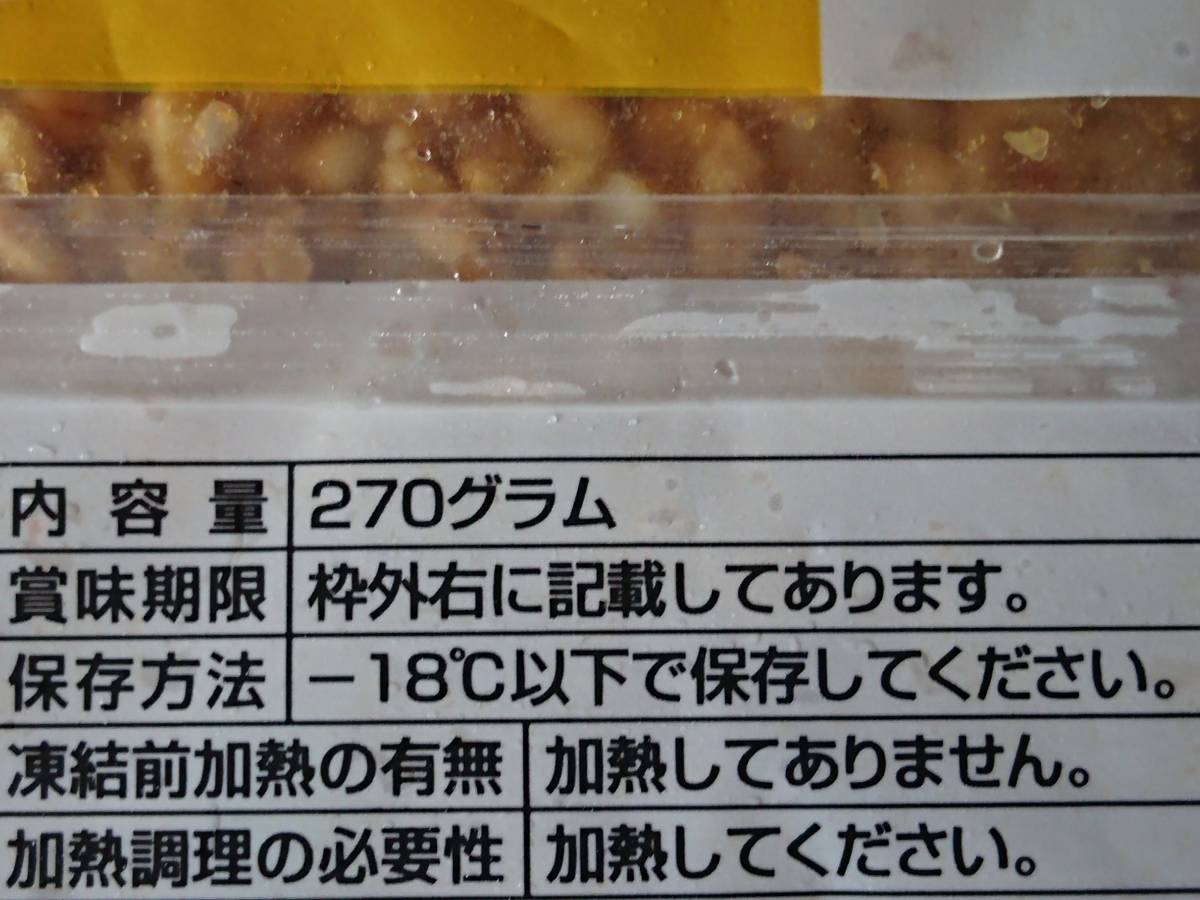 内容量 270グラム
賞味期限 枠外右に記載してあります。
保存方法 －18℃以下で保存してください。
凍結前加熱の有無 加熱してありません。
加熱調理の必要性 加熱してください。